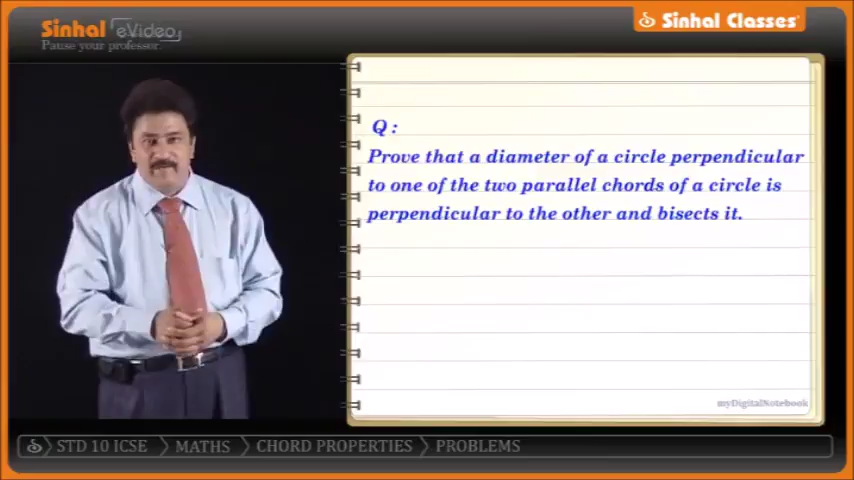 Sinhal eVideo
Pause your professor.
Sinhal Classes
Q :
Prove that a diameter of a circle perpendicular
to one of the two parallel chords of a circle is
perpendicular to the other and bisects it.
myDigitalNotebook
STD 10 ICSE MATHS CHORD PROPERTIES PROBLEMS